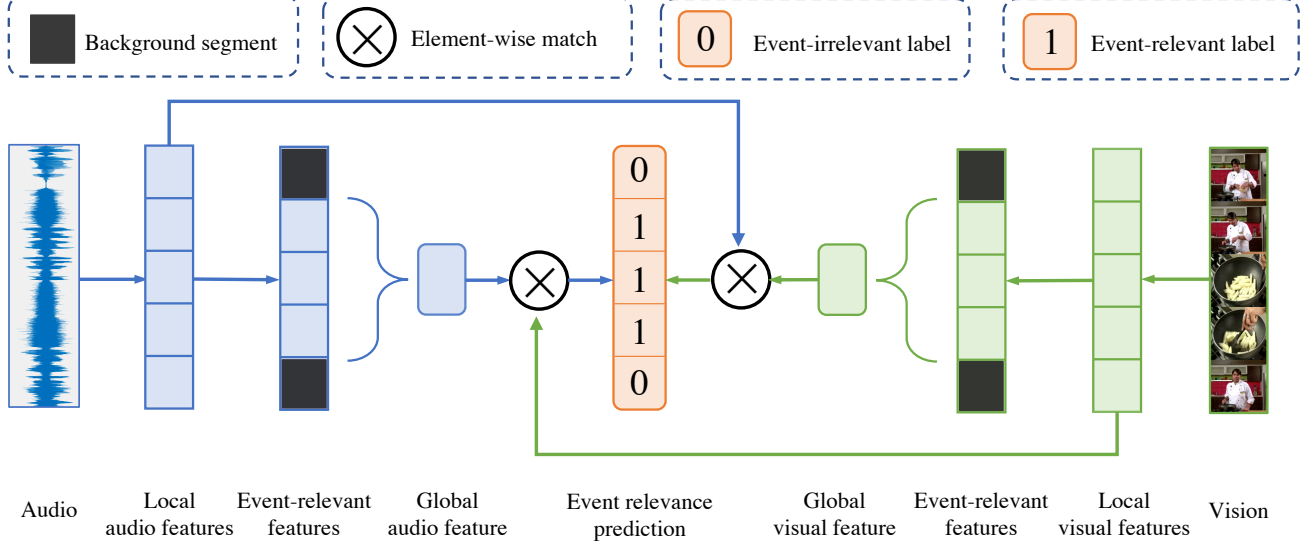 Background segment
Element-wise match
0
Event-irrelevant label
1
Event-relevant label
0
1
1
1
0
Audio
Local
audio features
Event-relevant
features
Global
audio feature
Event relevance
prediction
Global
visual feature
Event-relevant
features
Local
visual features
Vision